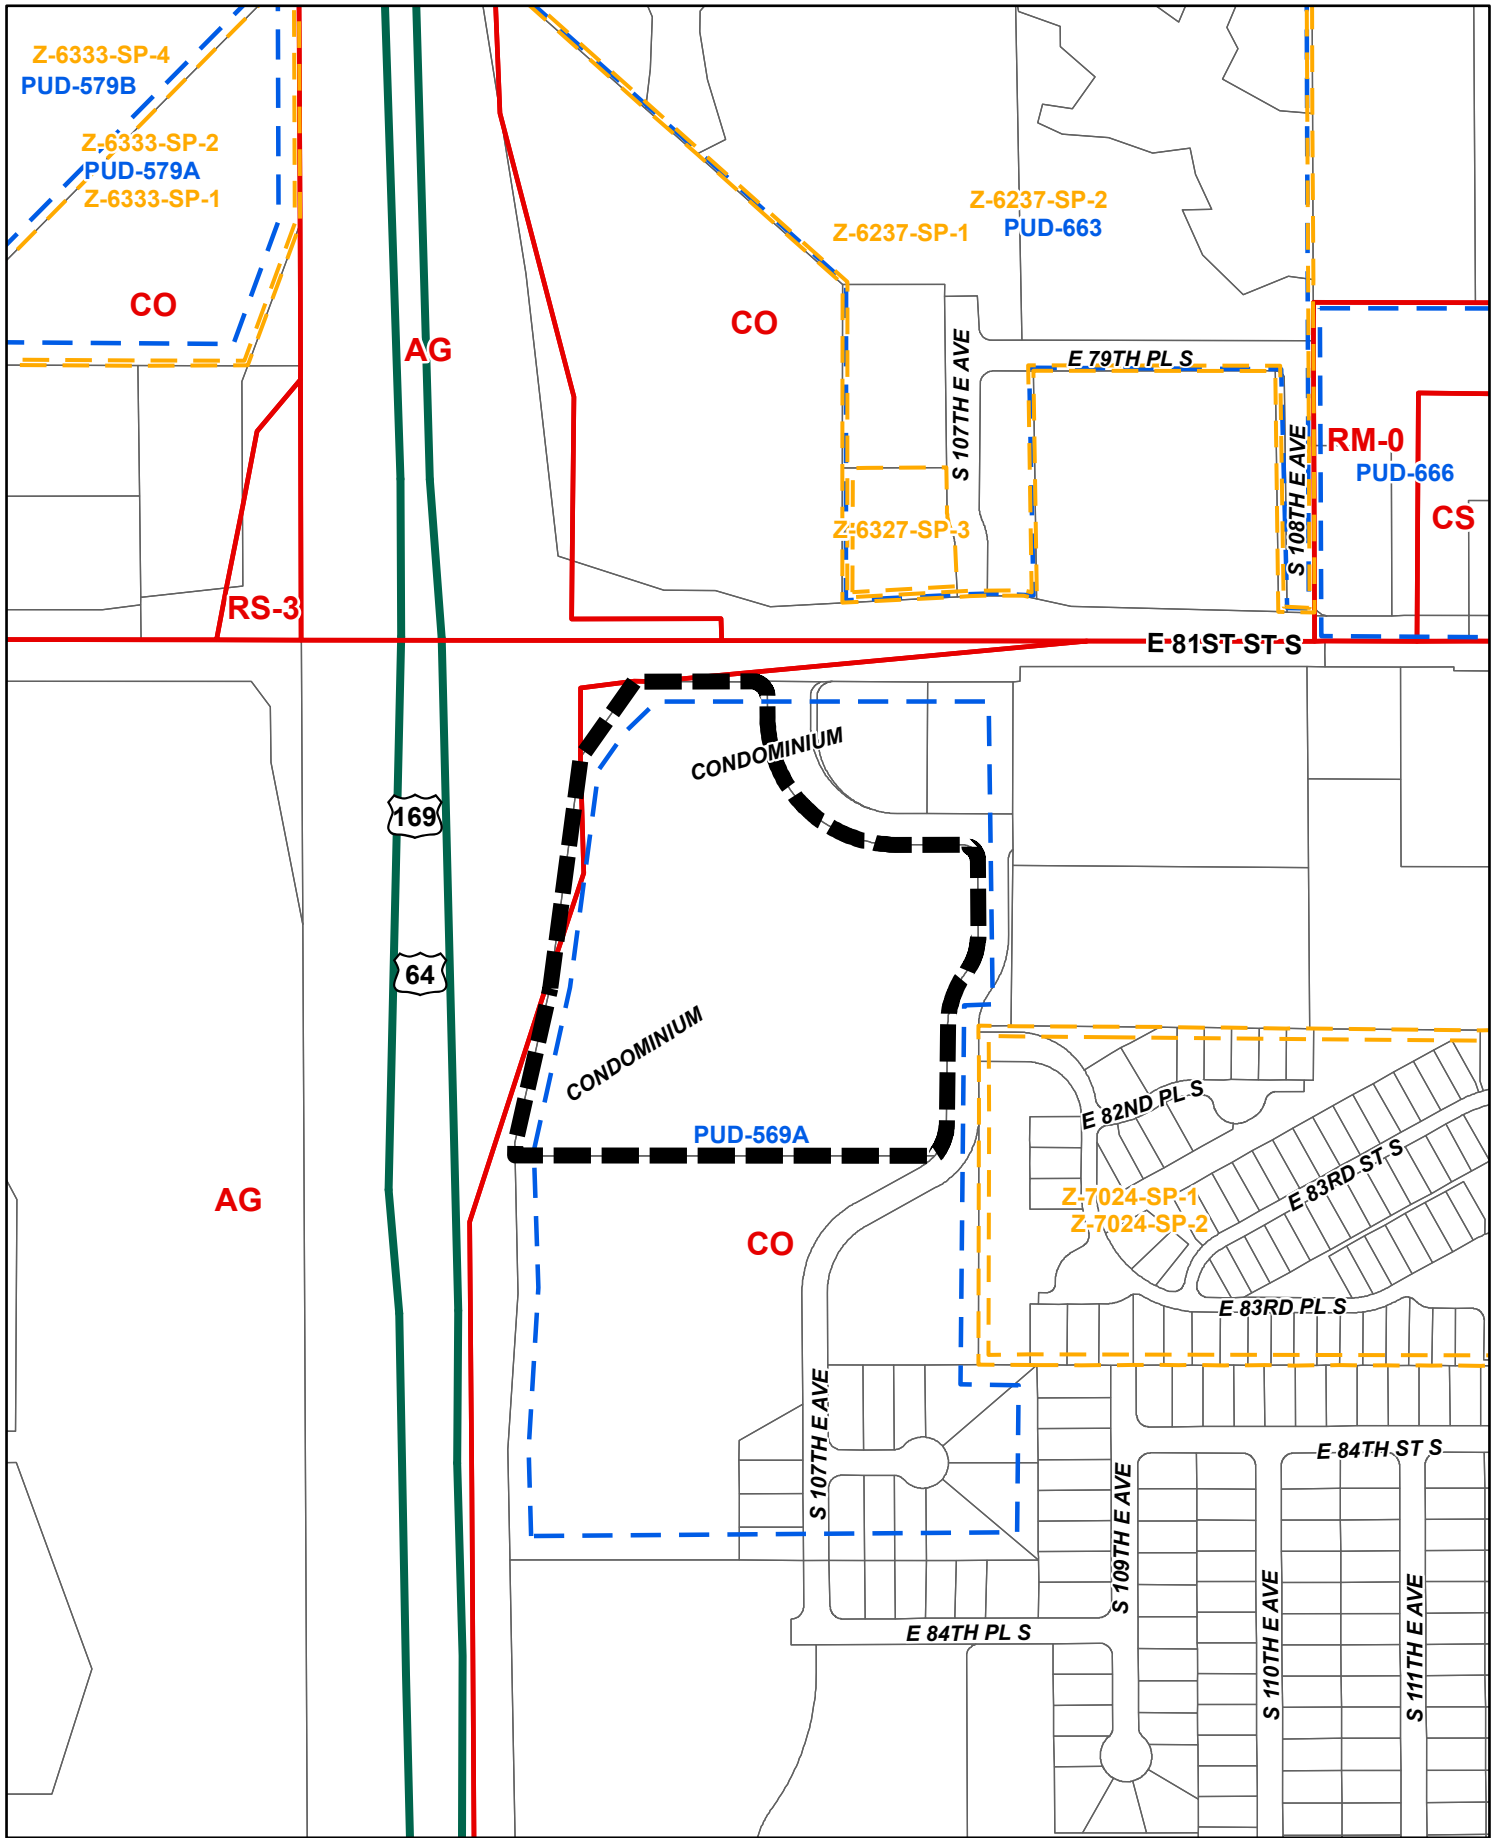 Z-6333-SP-4
PUD-579B
Z-6333-SP-2
PUD-579A
Z-6333-SP-1
Z-6237-SP-2
PUD-663
Z-6237-SP-1
CO
CO
AG
S 107TH E AVE
E 79TH PL S
S 108TH E AVE
RM-0
PUD-666
CS
Z-6327-SP-3
RS-3
E 81ST ST S
CONDOMINIUM
169
64
CONDOMINIUM
E 82ND PL S
PUD-569A
E 83RD ST S
AG
Z-7024-SP-1
Z-7024-SP-2
CO
E 83RD PL S
S 107TH E AVE
E 84TH ST S
S 109TH E AVE
E 84TH PL S
S 110TH E AVE
S 111TH E AVE